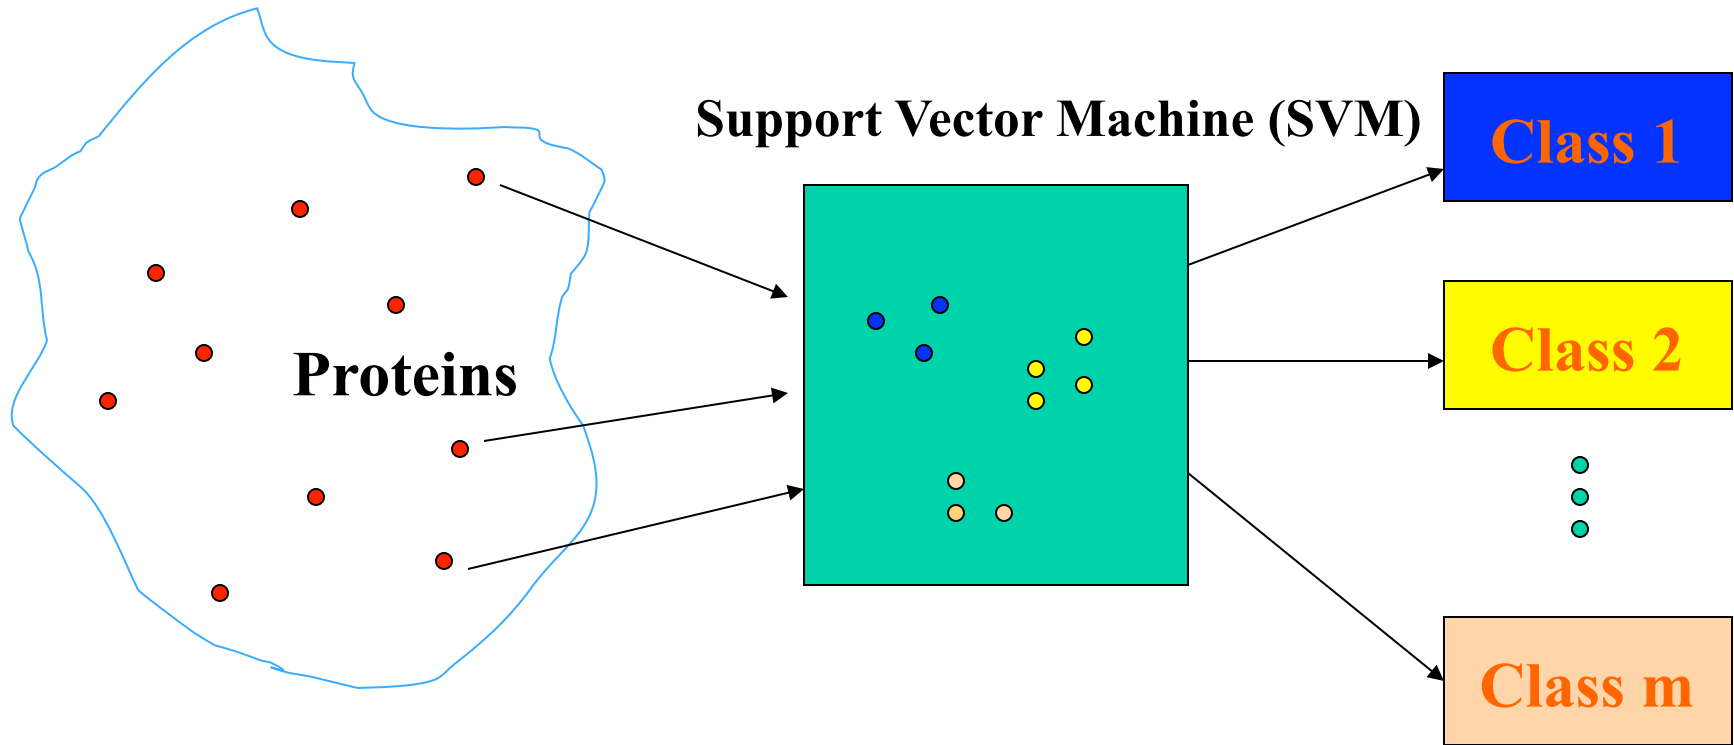 Support Vector Machine (SVM)
Class 1
Proteins
Class 2
Class m